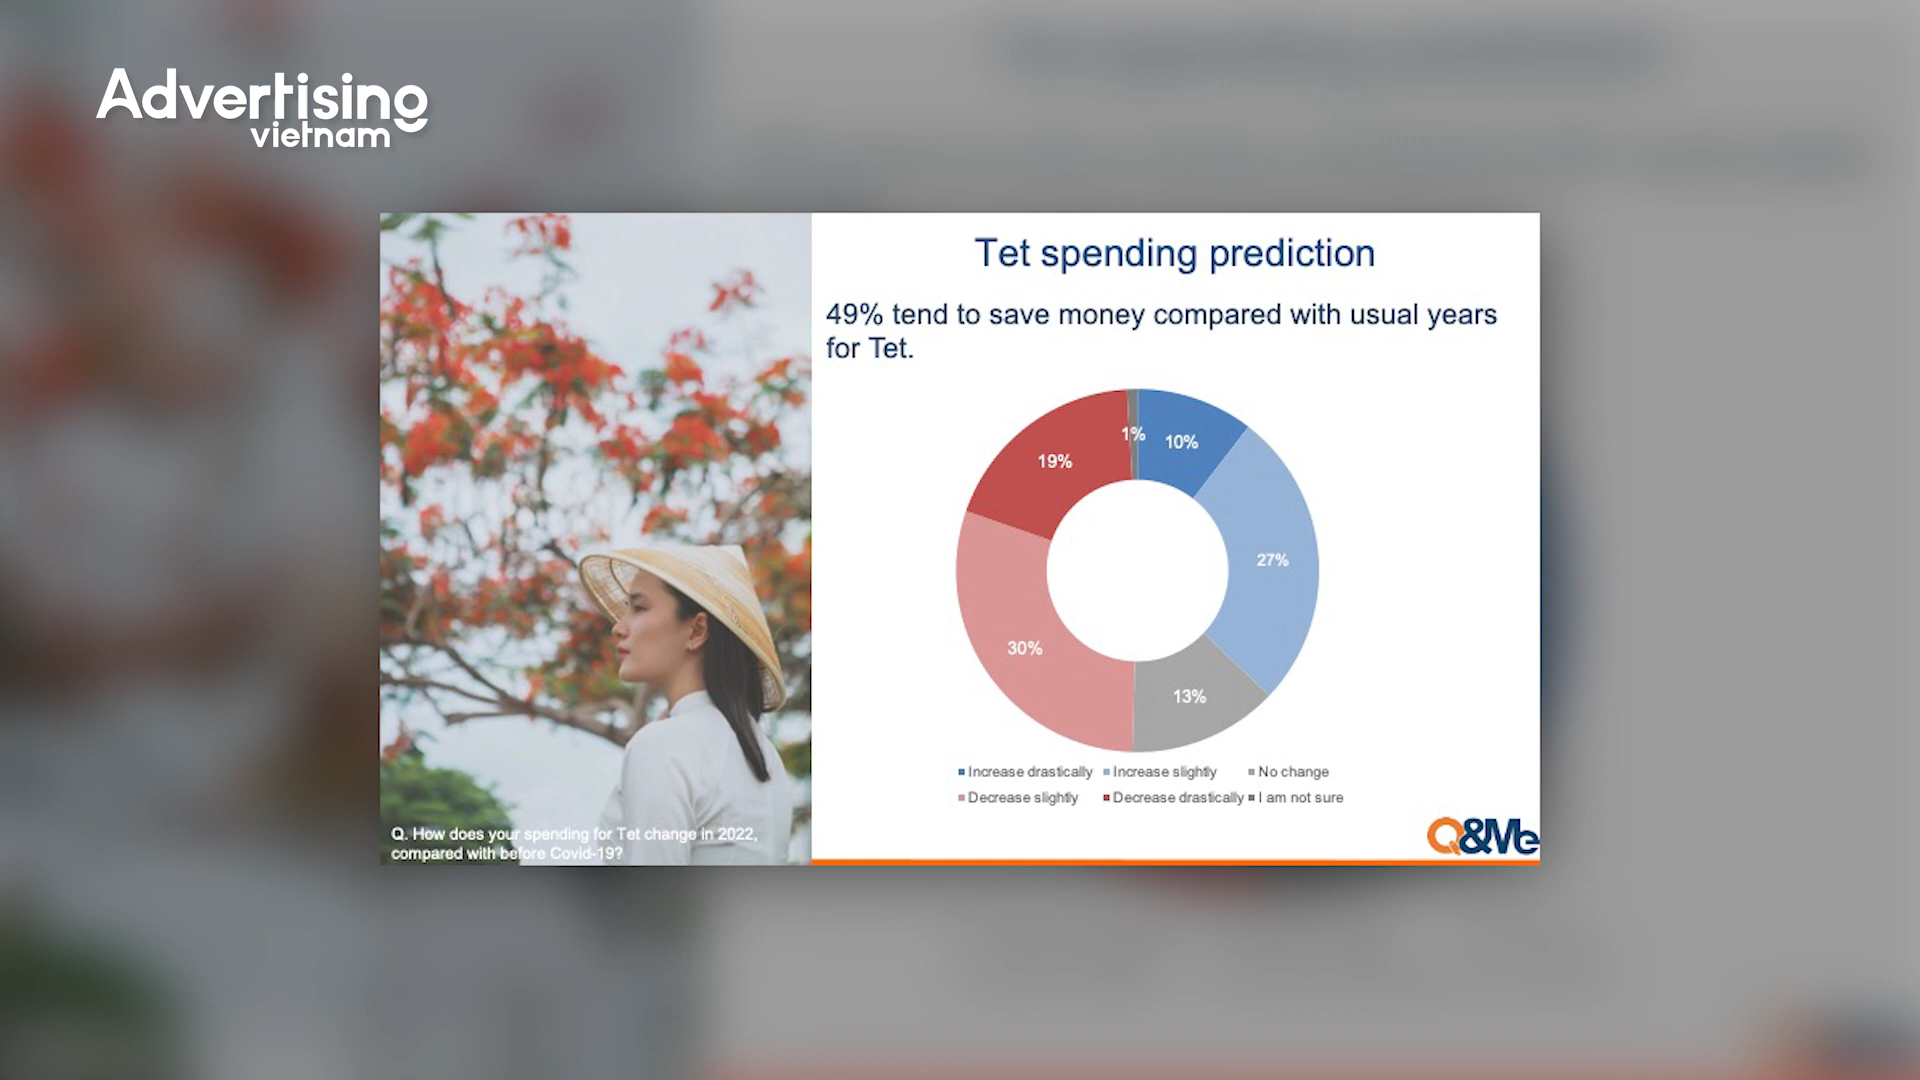 Advertising
vietnam
Tet spending prediction
49% tend to save money compared with usual years
for Tet.
1%
10%
19%
27%
30%
13%
Increase drastically
Increase slightly
No change
Decrease slightly
Decrease drastically
I am not sure
Q. How does your spending for Tet change in 2022,
compared with before Covid-19?
Q&Me